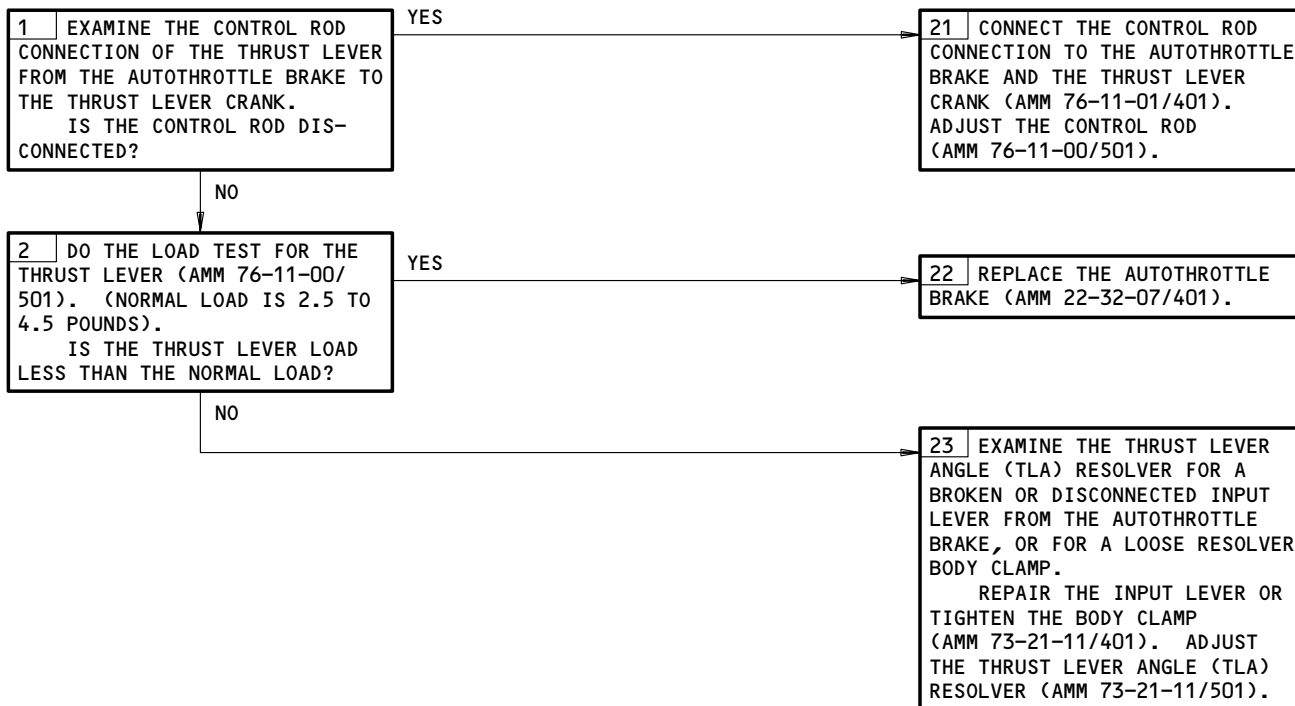 1 EXAMINE THE CONTROL ROD
CONNECTION OF THE THRUST LEVER
FROM THE AUTOTHROTTLE BRAKE TO
THE THRUST LEVER CRANK.
IS THE CONTROL ROD DIS-
CONNECTED?
YES
21 CONNECT THE CONTROL ROD
CONNECTION TO THE AUTOTHROTTLE
BRAKE AND THE THRUST LEVER
CRANK (AMM 76-11-01/401).
ADJUST THE CONTROL ROD
(AMM 76-11-00/501).
NO
2 DO THE LOAD TEST FOR THE
THRUST LEVER (AMM 76-11-00/
501). (NORMAL LOAD IS 2.5 TO
4.5 POUNDS).
IS THE THRUST LEVER LOAD
LESS THAN THE NORMAL LOAD?
YES
22 REPLACE THE AUTOTHROTTLE
BRAKE (AMM 22-32-07/401).
NO
23 EXAMINE THE THRUST LEVER
ANGLE (TLA) RESOLVER FOR A
BROKEN OR DISCONNECTED INPUT
LEVER FROM THE AUTOTHROTTLE
BRAKE, OR FOR A LOOSE RESOLVER
BODY CLAMP.
REPAIR THE INPUT LEVER OR
TIGHTEN THE BODY CLAMP
(AMM 73-21-11/401). ADJUST
THE THRUST LEVER ANGLE (TLA)
RESOLVER (AMM 73-21-11/501).